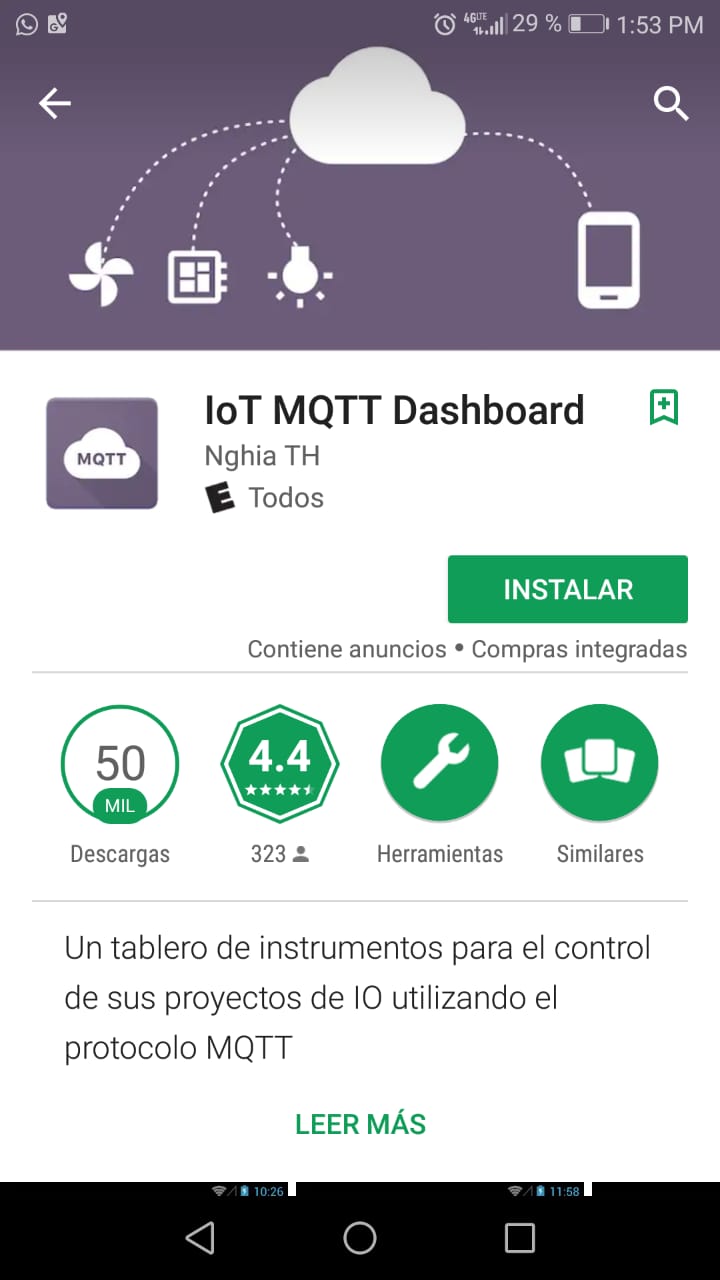 4GLTE 29 % 1:53 PM
MQTT
IoT MQTT Dashboard
Nghia TH
E Todos
INSTALAR
Contiene anuncios • Compras integradas
50
MIL
4.4
Descargas
323
Herramientas
Similares
Un tablero de instrumentos para el control
de sus proyectos de IO utilizando el
protocolo MQTT
LEER MÁS
10:26
11:58